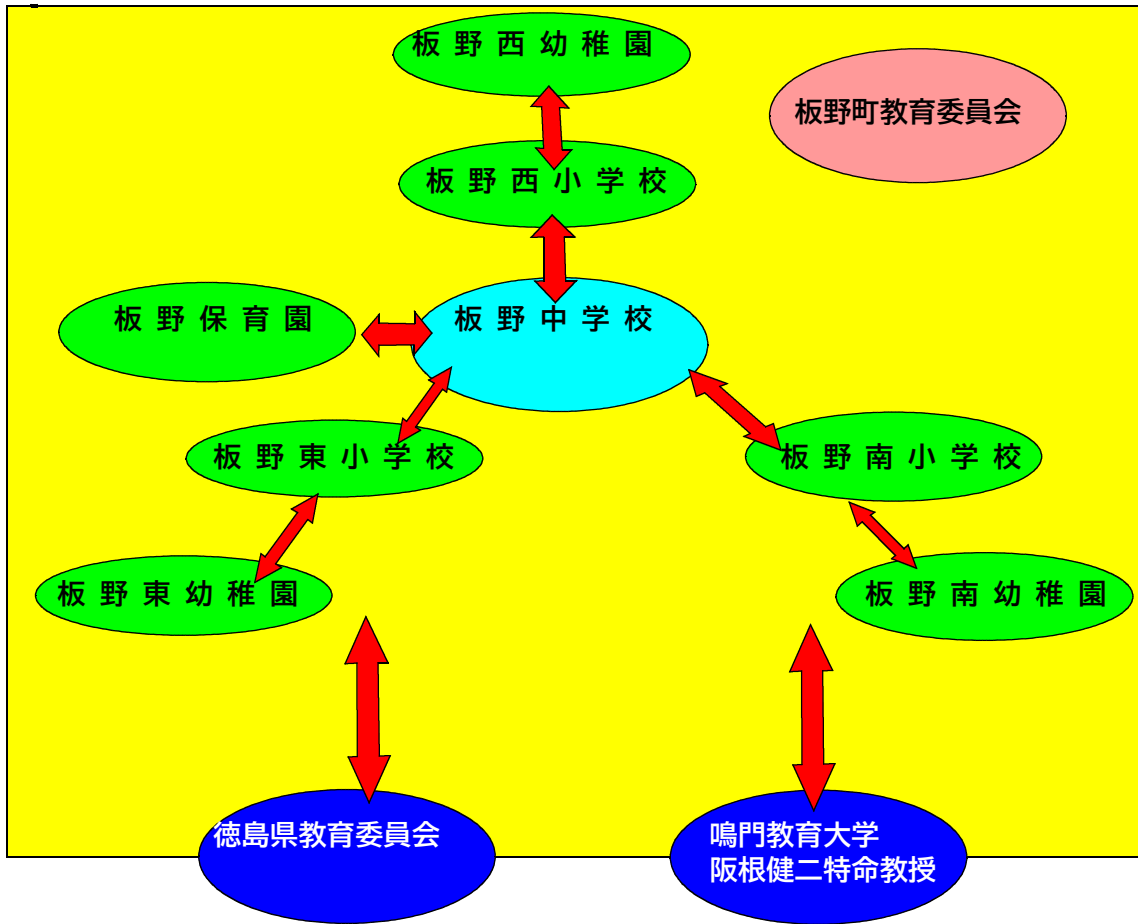 板野西幼稚園
板野町教育委員会
板野西小学校
板野中学校
板野保育園
板野東小学校
板野南小学校
板野東幼稚園
板野南幼稚園
徳島県教育委員会
鳴門教育大学
阪根健二特命教授